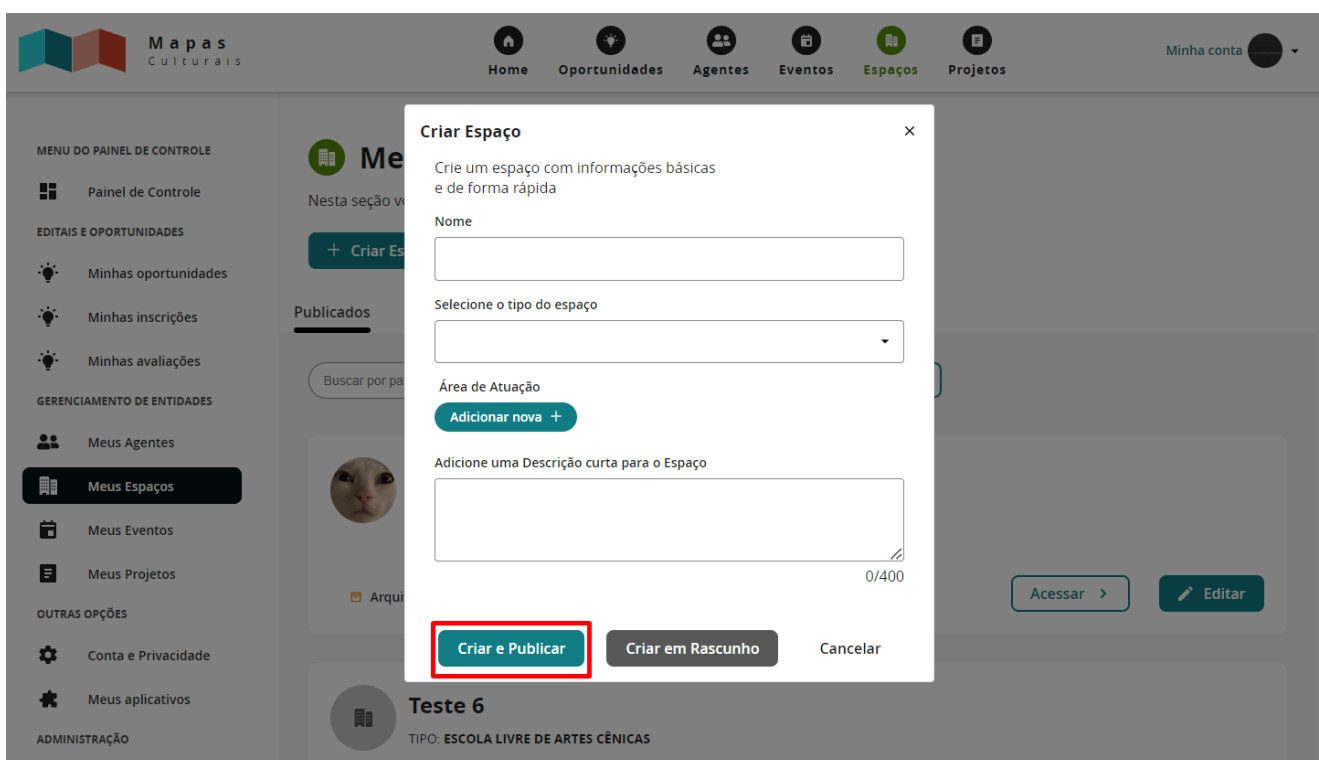 Mapas
Culturais
Home
Oportunidades
Agentes
Eventos
Espaços
Projetos
Minha conta
MENU DO PAINEL DE CONTROLE
Painel de Controle
EDITAIS E OPORTUNIDADES
Minhas oportunidades
Minhas inscrições
Minhas avaliações
GERENCIAMENTO DE ENTIDADES
Meus Agentes
Meus Espaços
Meus Eventos
Meus Projetos
OUTRAS OPÇÕES
Conta e Privacidade
Meus aplicativos
ADMINISTRAÇÃO
Me
Nesta seção v
+ Criar Es
Publicados
Buscar por pa
Arqui
Acessar >
Editar
Teste 6
TIPO: ESCOLA LIVRE DE ARTES CÊNICAS
Criar Espaço ×
Crie um espaço com informações básicas
e de forma rápida
Nome
Selecione o tipo do espaço
Área de Atuação
Adicionar nova +
Adicione uma Descrição curta para o Espaço
0/400
Criar e Publicar
Criar em Rascunho
Cancelar